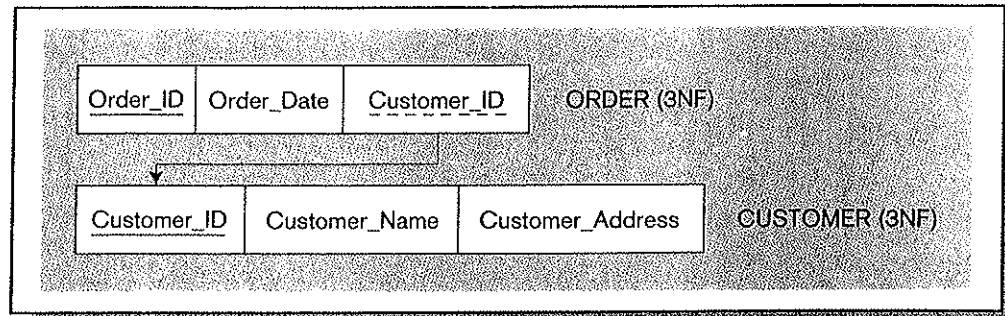 Order_ID Order_Date Customer_ID ORDER (3NF)
Customer_ID Customer_Name Customer_Address CUSTOMER (3NF)